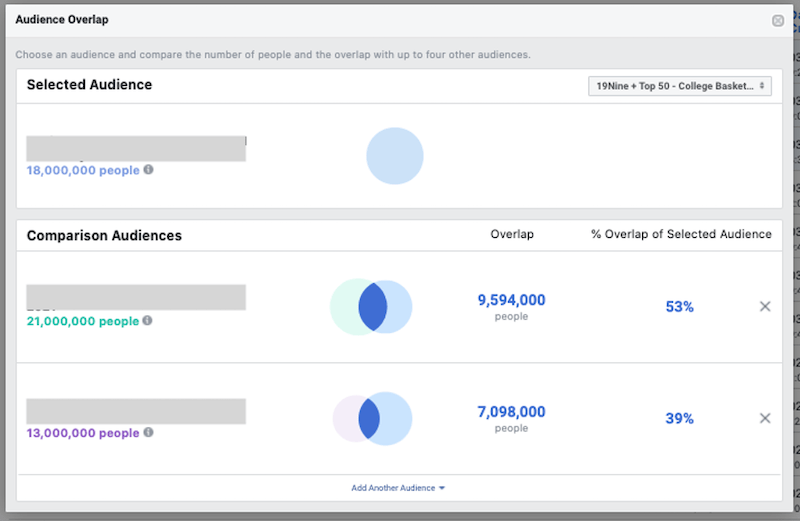 Audience Overlap
Choose an audience and compare the number of people and the overlap with up to four other audiences.
Selected Audience
19Nine + Top 50 - College Basket...
18,000,000 people
Comparison Audiences
Overlap
% Overlap of Selected Audience
21,000,000 people
9,594,000
people
53%
13,000,000 people
7,098,000
people
39%
Add Another Audience